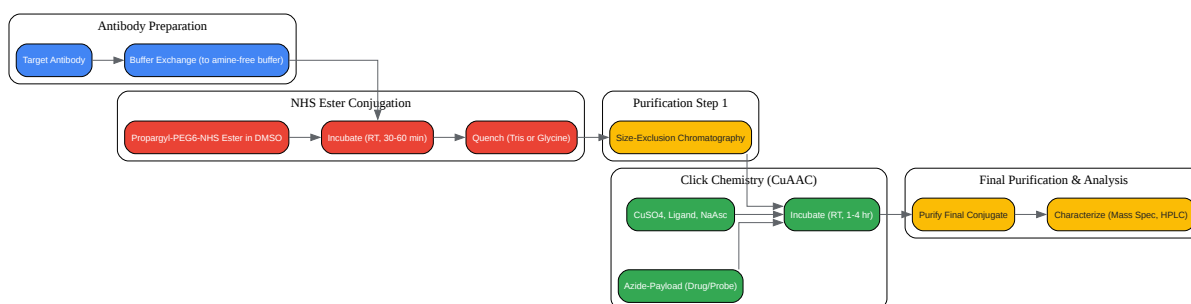 Antibody Preparation
Target Antibody
Buffer Exchange (to amine-free buffer)
NHS Ester Conjugation
Propargyl-PEG6-NHS Ester in DMSO
Incubate (RT, 30-60 min)
Quench (Tris or Glycine)
Purification Step 1
Size-Exclusion Chromatography
Click Chemistry (CuAAC)
CuSO4, Ligand, NaAsc
Incubate (RT, 1-4 hr)
Azide-Payload (Drug/Probe)
Final Purification & Analysis
Purify Final Conjugate
Characterize (Mass Spec, HPLC)